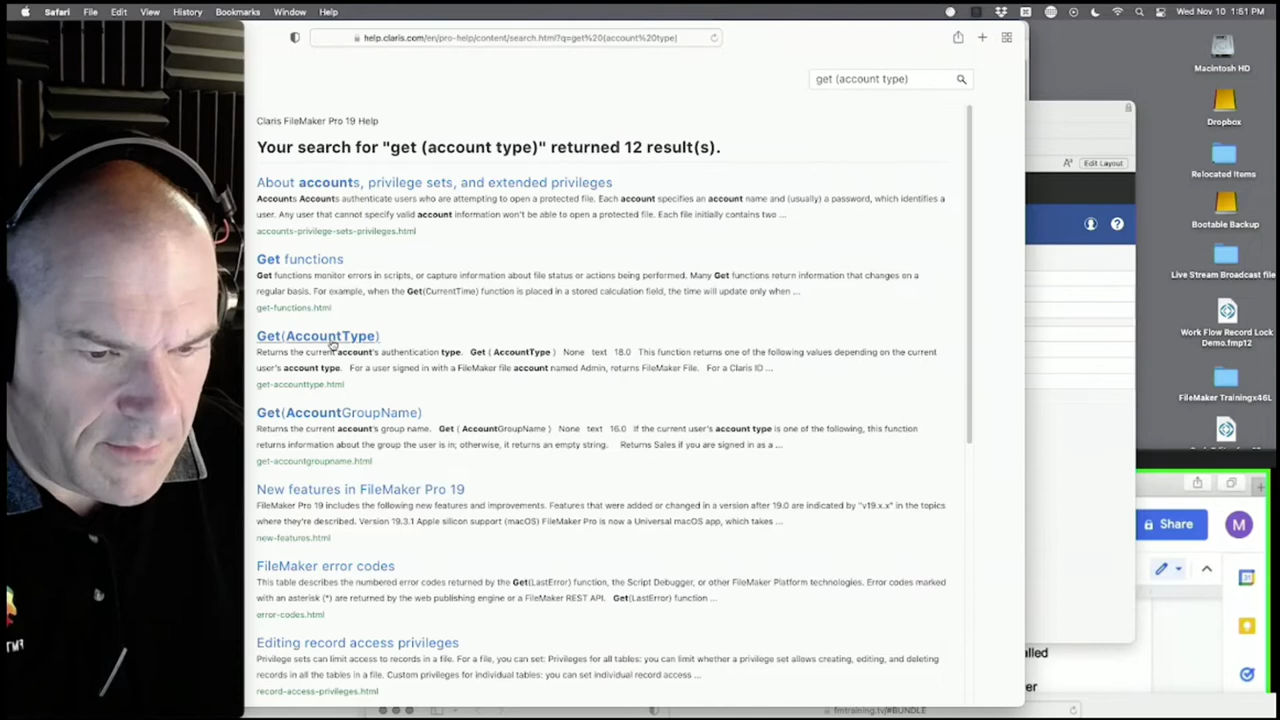 Safari File Edit View History Bookmarks Window Help
Wed Nov 10 1:51 PM
help.claris.com/en/pro-help/content/search.html?q=get%20(account%20type)
get (account type)
Claris FileMaker Pro 19 Help
Your search for "get (account type)" returned 12 result(s).
About accounts, privilege sets, and extended privileges
Accounts Accounts authenticate users who are attempting to open a protected file. Each account specifies an account name and (usually) a password, which identifies a
user. Any user that cannot specify valid account information won't be able to open a protected file. Each file initially contains two ...
accounts-privilege-sets-privileges.html
Get functions
Get functions monitor errors in scripts, or capture information about file status or actions being performed. Many Get functions return information that changes on a
regular basis. For example, when the Get(CurrentTime) function is placed in a stored calculation field, the time will update only when ...
get-functions.html
Get(AccountType)
Returns the current account's authentication type. Get ( AccountType ) None text 18.0 This function returns one of the following values depending on the current
user's account type. For a user signed in with a FileMaker file account named Admin, returns FileMaker File. For a Claris ID ...
get-accounttype.html
Get(AccountGroupName)
Returns the current account's group name. Get ( AccountGroupName ) None text 16.0 If the current user's account type is one of the following, this function
returns information about the group the user is in; otherwise, it returns an empty string. Returns Sales if you are signed in as a ...
get-accountgroupname.html
New features in FileMaker Pro 19
FileMaker Pro 19 includes the following new features and improvements. Features that were added or changed in a version after 19.0 are indicated by "v19.x.x" in the topics
where they're described. Version 19.3.1 Apple silicon support (macOS) FileMaker Pro is now a Universal macOS app, which takes ...
new-features.html
FileMaker error codes
This table describes the numbered error codes returned by the Get(LastError) function, the Script Debugger, or other FileMaker Platform technologies. Error codes marked
with an asterisk (*) are returned by the web publishing engine or a FileMaker REST API. Get(LastError) function ...
error-codes.html
Editing record access privileges
Privilege sets can limit access to records in a file. For a file, you can set: Privileges for all tables: you can limit whether a privilege set allows creating, editing, and deleting
records in all the tables in a file. Custom privileges for individual tables: you can set individual record access ...
record-access-privileges.html
Edit Layout
Macintosh HD
Dropbox
Relocated Items
Bootable Backup
Live Stream Broadcast file
Work Flow Record Lock
Demo.fmp12
FileMaker Trainingx46L
Share
M
alled
er
fmtraining.tv/#BUNDLE